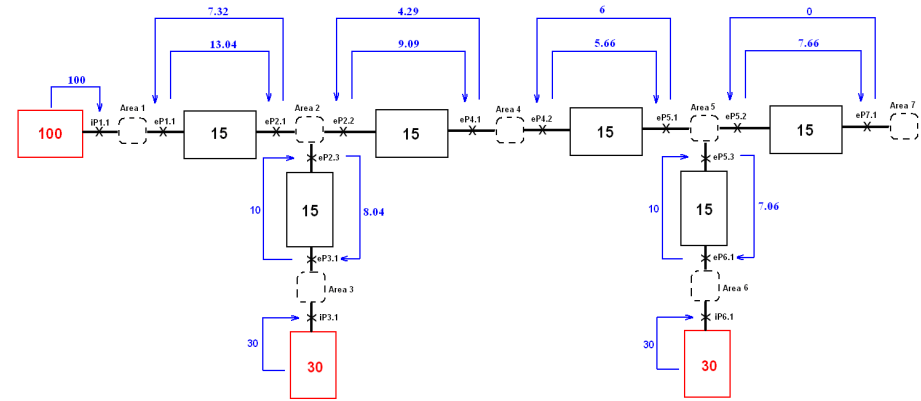 7.32
4.29
6
0
13.04
9.09
5.66
7.66
100
Area 1
Area 2
Area 4
Area 5
Area 7
iP1.1
eP1.1
eP2.1
eP2.2
eP4.1
eP4.2
eP5.1
eP5.2
eP7.1
100
15
15
15
15
eP2.3
eP5.3
10
15
8.04
10
15
7.06
eP3.1
eP6.1
Area 3
Area 6
iP3.1
iP6.1
30
30
30
30